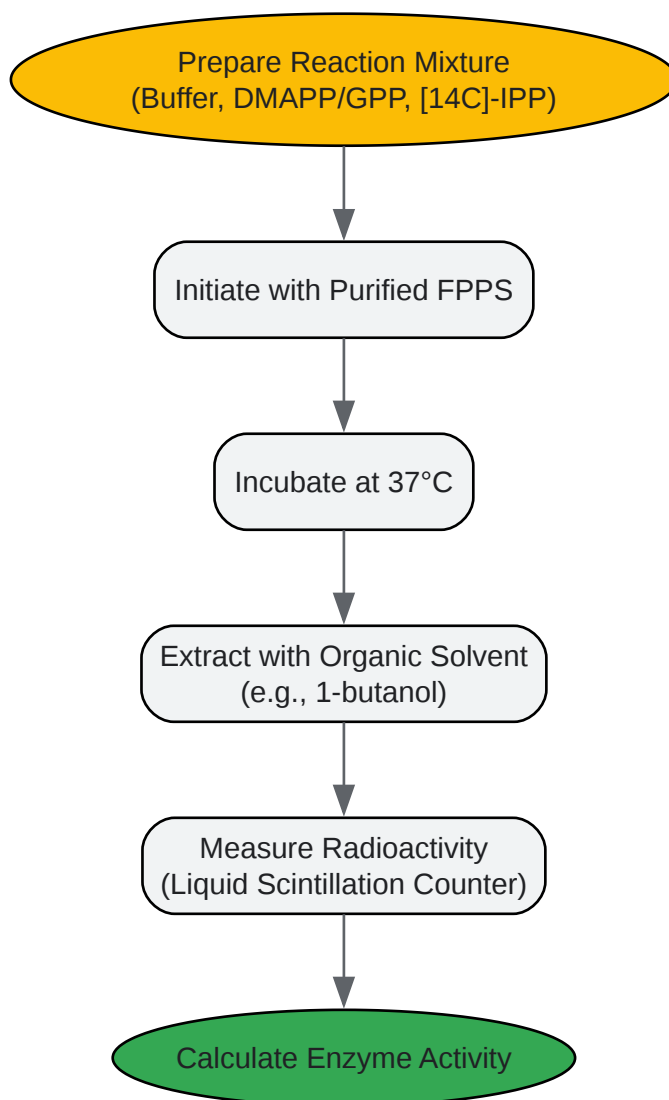 Prepare Reaction Mixture
(Buffer, DMAPP/GPP, [14C]-IPP)
Initiate with Purified FPPS
Incubate at 37°C
Extract with Organic Solvent
(e.g., 1-butanol)
Measure Radioactivity
(Liquid Scintillation Counter)
Calculate Enzyme Activity